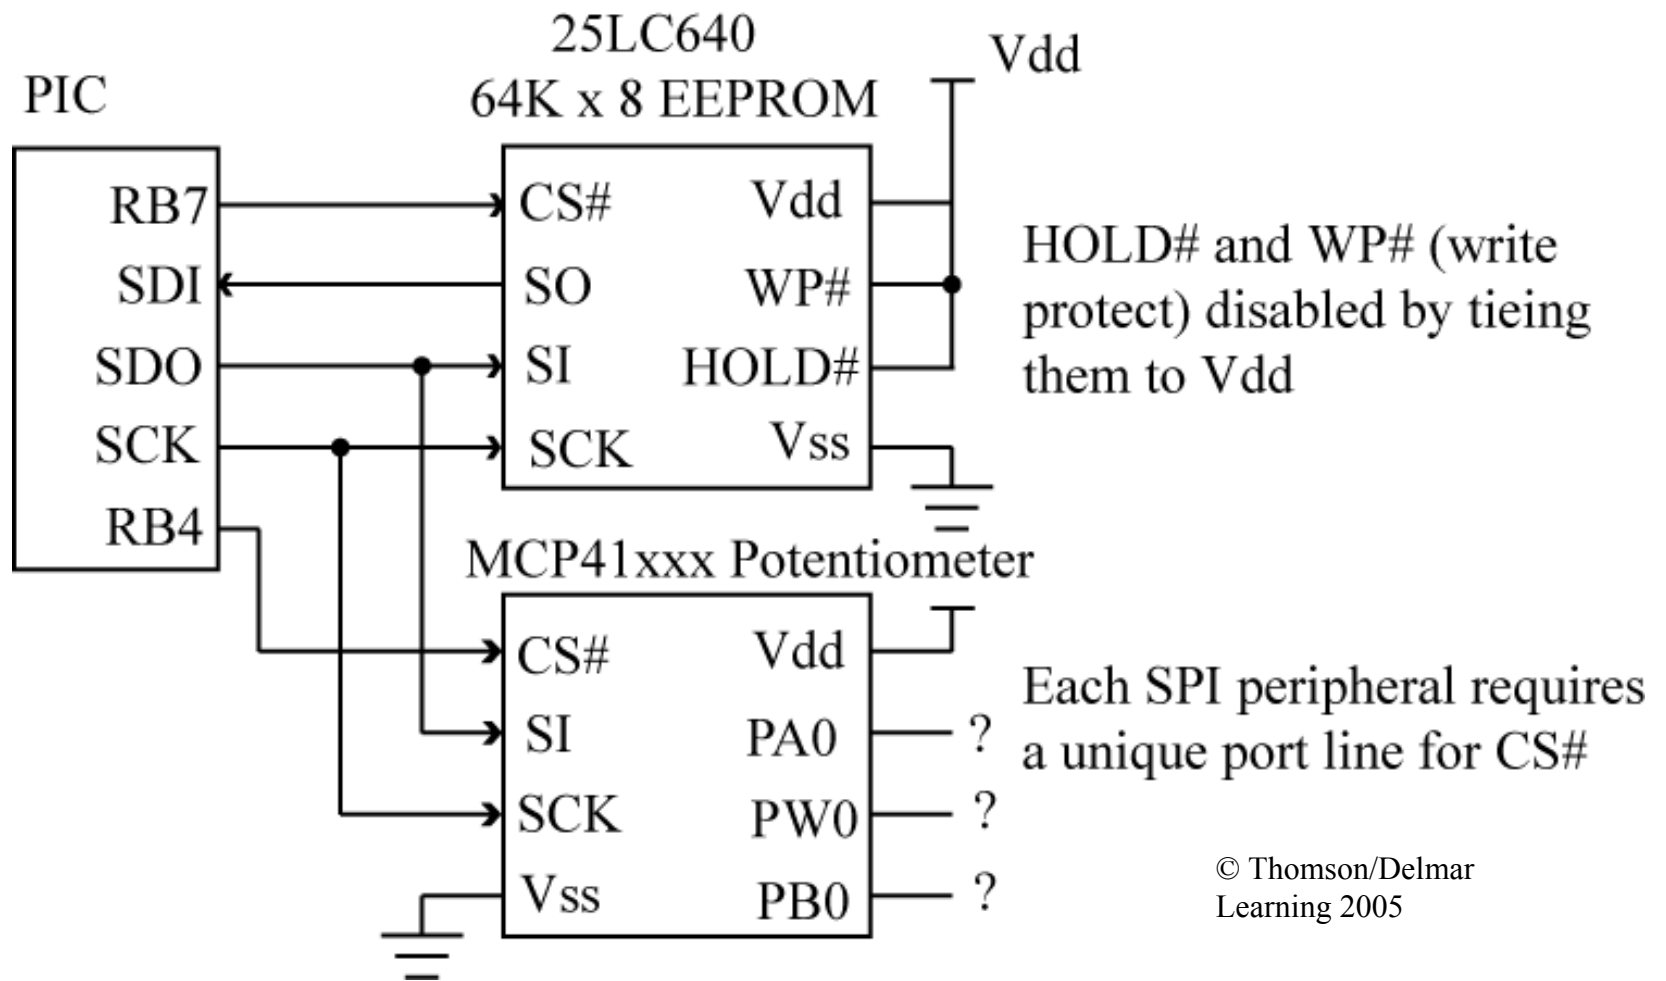 25LC640
64K x 8 EEPROM
Vdd
PIC
RB7
SDI
SDO
SCK
RB4
CS#
SO
SI
SCK
Vdd
WP#
HOLD#
Vss
HOLD# and WP# (write
protect) disabled by tieing
them to Vdd
MCP41xxx Potentiometer
CS#
SI
SCK
Vss
Vdd
PA0
PW0
PB0
?
?
?
Each SPI peripheral requires
a unique port line for CS#
© Thomson/Delmar
Learning 2005